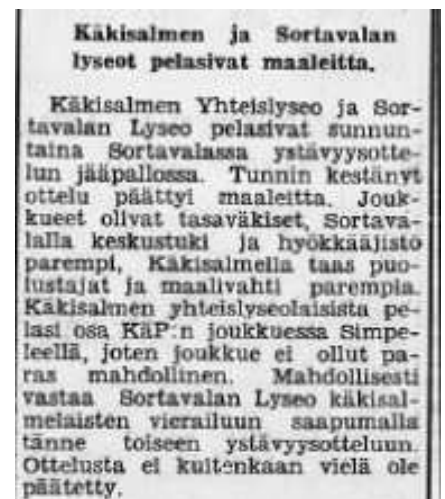 Käkisalmen ja Sortavalan
lyseot pelasivat maaleitta.
Käkisalmen Yhteislyseo ja Sor-
tavalan Lyseo pelasivat sunnun-
taina Sortavalassa ystävyysotte-
lun jääpallossa. Tunnin kestänyt
ottelu päättyi maaleitta. Jouk-
kueet olivat tasaväkiset, Sortava-
lalla keskustuki ja hyökkääjistö
parempi, Käkisalmella taas puo-
lustajat ja maalivahti parempia.
Käkisalmen yhteislyseolaisista pe-
lasi osa KäP:n joukkuessa Simpe-
leellä, joten joukkue ei ollut pa-
ras mahdollinen. Mahdollisesti
vastaa Sortavalan Lyseo käkisal-
melaisten vierailuun saapumalla
tänne toiseen ystävyysotteluun.
Ottelusta ei kuitenkaan vielä ole
päätetty.